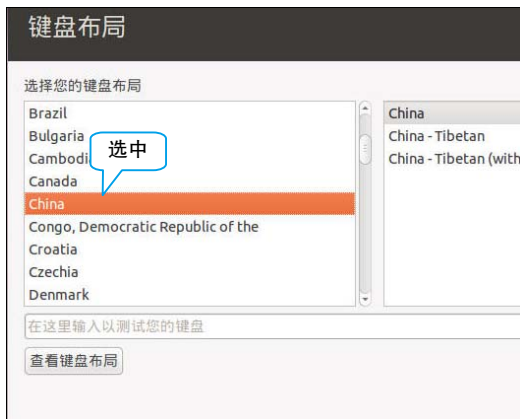 键盘布局
选择您的键盘布局
Brazil
Bulgaria
Cambodi
选中
Canada
China
Congo, Democratic Republic of the
Croatia
Czechia
Denmark
China
China - Tibetan
China - Tibetan (with
在这里输入以测试您的键盘
查看键盘布局